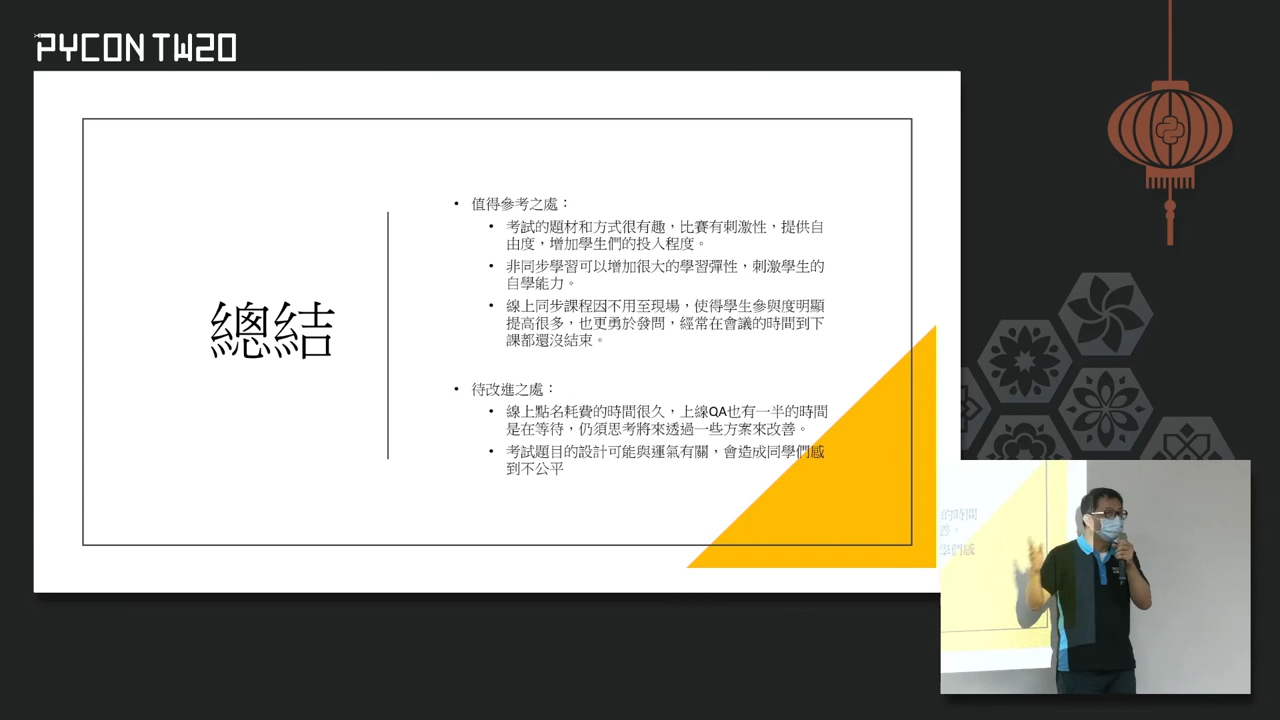 PYCON TW20
總結
• 值得參考之處：
• 考試的題材和方式很有趣，比賽有刺激性，提供自
由度，增加學生們的投入程度。
• 非同步學習可以增加很大的學習彈性，刺激學生的
自學能力。
• 線上同步課程因不用至現場，使得學生參與度明顯
提高很多，也更勇於發問，經常在會議的時間到下
課都還沒結束。
• 待改進之處：
• 線上點名耗費的時間很久，上線QA也有一半的時間
是在等待，仍須思考將來透過一些方案來改善。
• 考試題目的設計可能與運氣有關，會造成同學們感
到不公平
的時間
善。
學們感